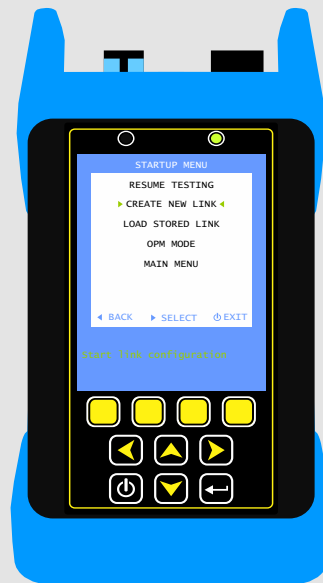 STARTUP MENU
RESUME TESTING
CREATE NEW LINK
LOAD STORED LINK
OPM MODE
MAIN MENU
BACK SELECT EXIT
Start link configuration